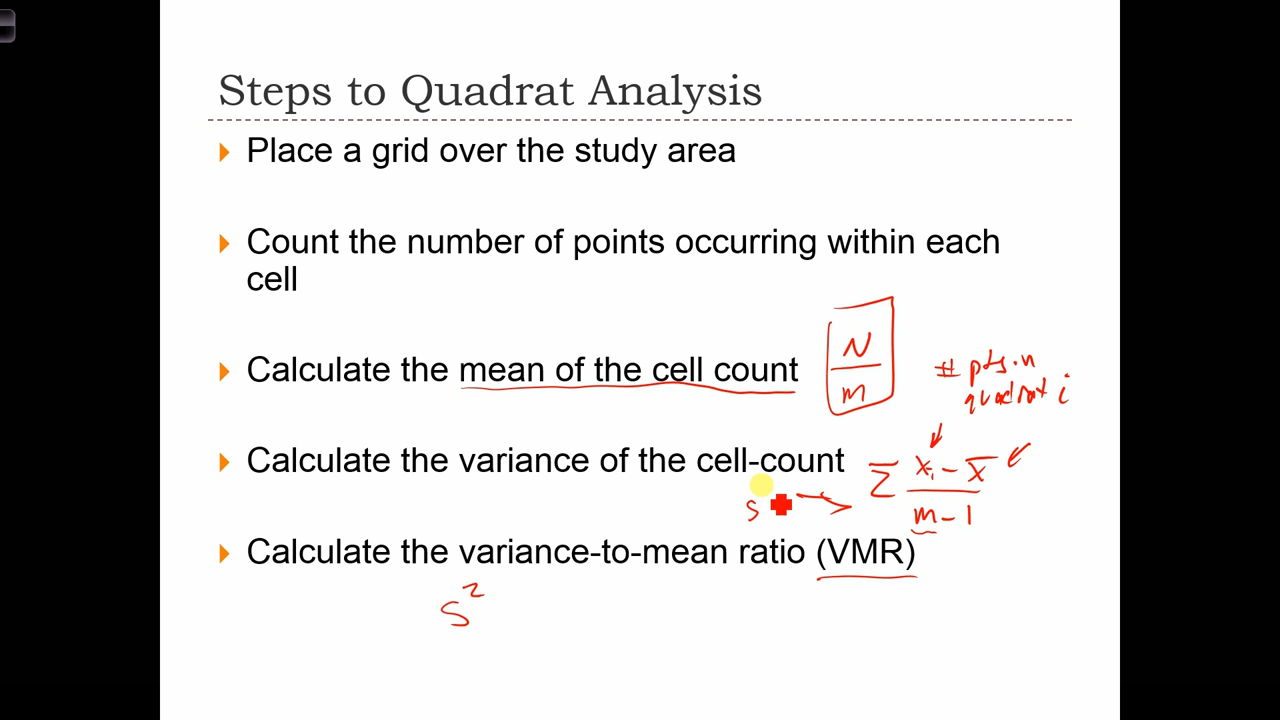 Steps to Quadrat Analysis
Place a grid over the study area
Count the number of points occurring within each
cell
Calculate the mean of the cell count
N
m
# pts in
quadrat i
Calculate the variance of the cell-count
Σ xᵢ - x̄
m - 1
s
Calculate the variance-to-mean ratio (VMR)
s²